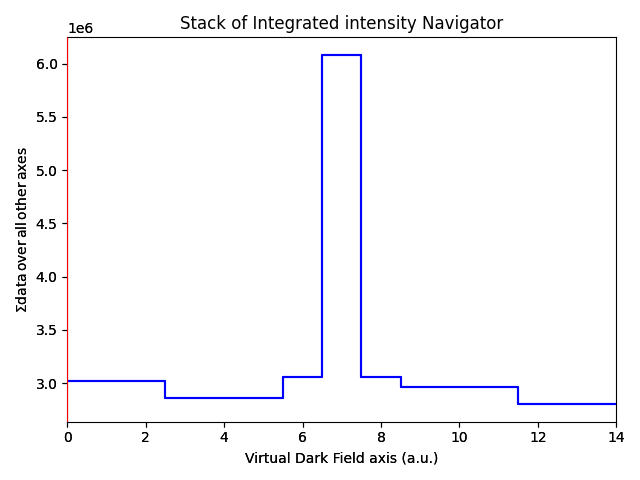 Stack of Integrated intensity Navigator
1e6
6.0
5.5
5.0
4.5
4.0
3.5
3.0
Σdata over all other axes
0 2 4 6 8 10 12 14
Virtual Dark Field axis (a.u.)